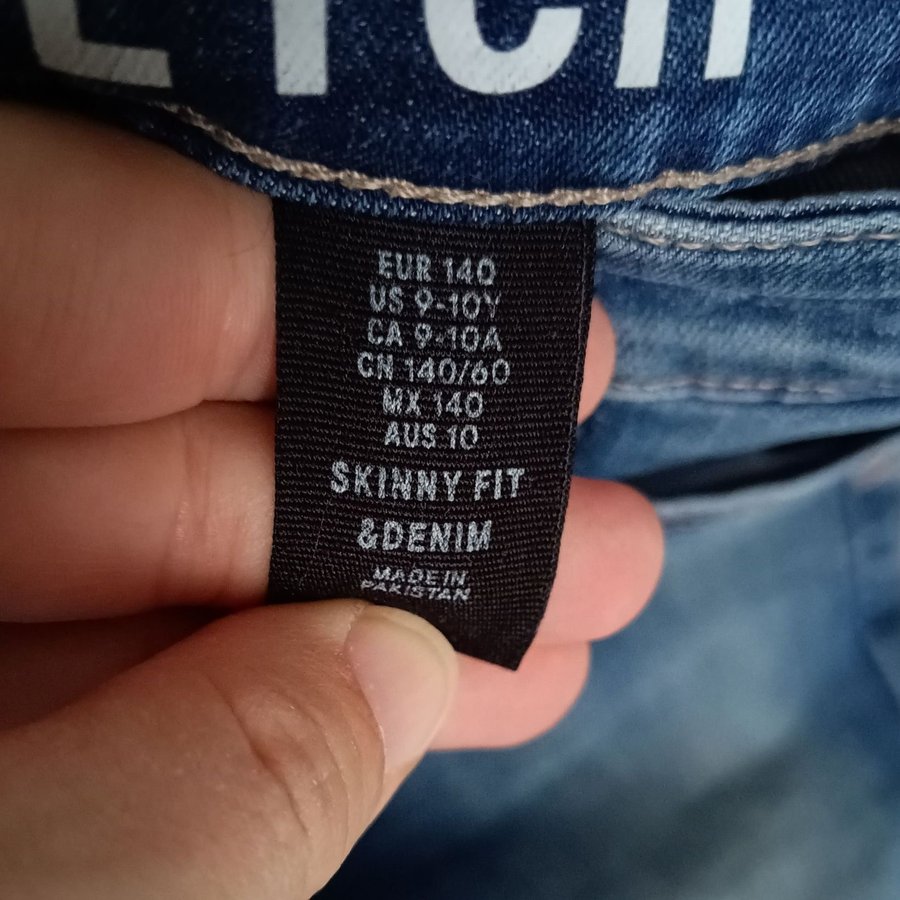 EUR 140
US 9-10Y
CA 9-10A
CN 140/60
MX 140
AUS 10
SKINNY FIT
&DENIM
MADE IN
PAKISTAN